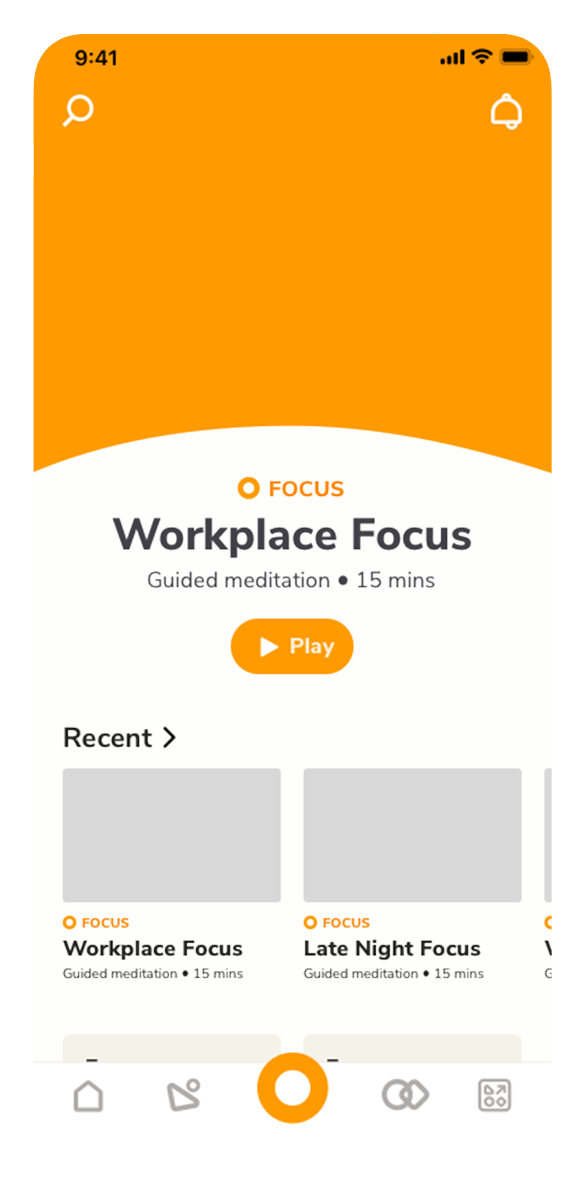 9:41
FOCUS
Workplace Focus
Guided meditation • 15 mins
Play
Recent
FOCUS
Workplace Focus
Guided meditation • 15 mins
FOCUS
Late Night Focus
Guided meditation • 15 mins